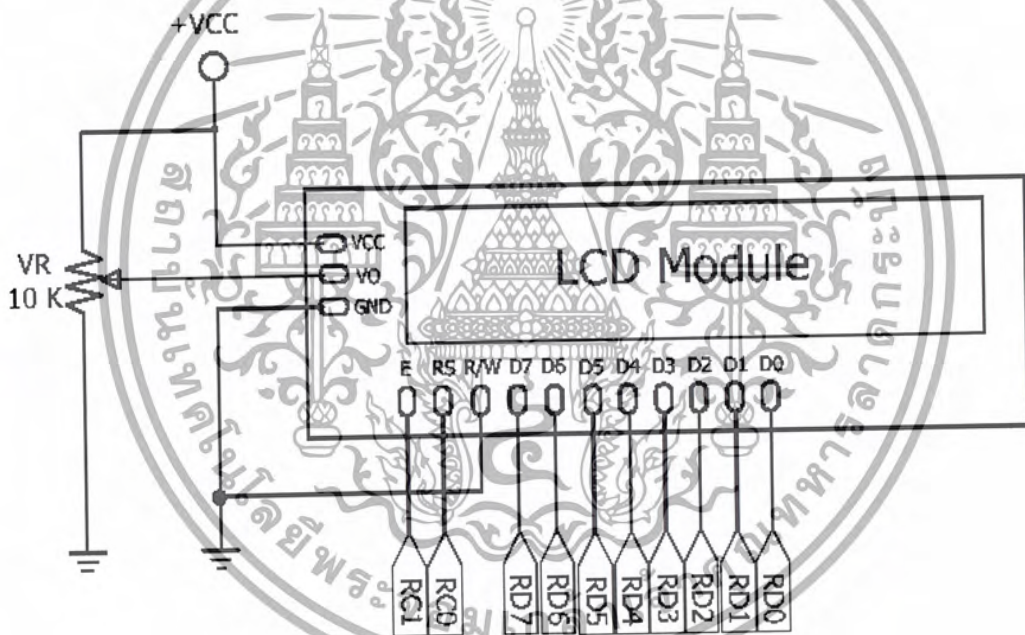 +VCC
VCC
VO
GND
VR
10 K
LCD Module
E RS R/W D7 D6 D5 D4 D3 D2 D1 D0
RC1 RC0 RD7 RD6 RD5 RD4 RD3 RD2 RD1 RD0